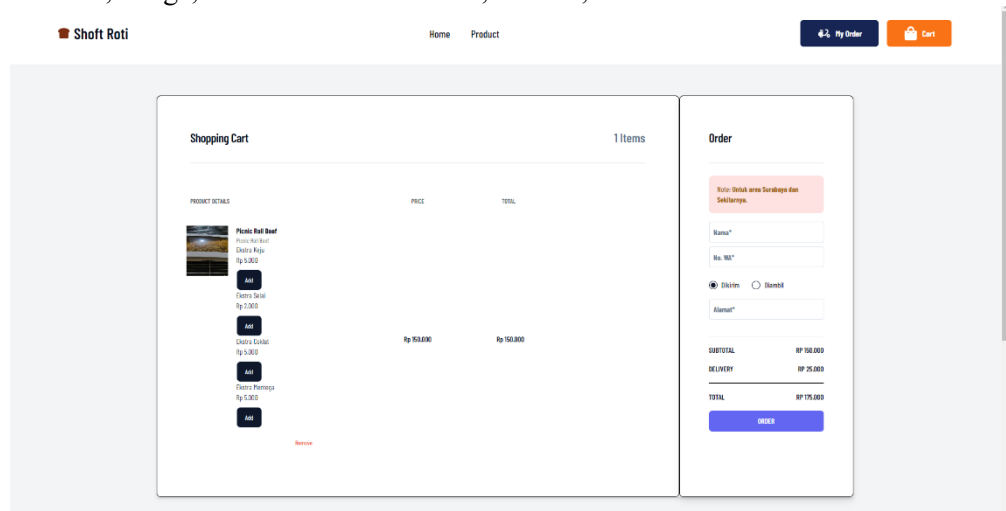 Shoft Roti
Home
Product
My Order
Cart
Shopping Cart
1 Items
PRODUCT DETAILS
PRICE
TOTAL
Picnic Roll Beef
Picnic Roll Beef
Ekstra Keju
Rp 5.000
Add
Ekstra Selai
Rp 2.000
Add
Ekstra Coklat
Rp 5.000
Add
Ekstra Mentega
Rp 5.000
Add
Remove
Rp 150.000
Rp 150.000
Order
Note: Untuk area Surabaya dan
Sekitarnya.
Nama*
No. WA*
Dikirim
Diambil
Alamat*
SUBTOTAL
RP 150.000
DELIVERY
RP 25.000
TOTAL
RP 175.000
ORDER